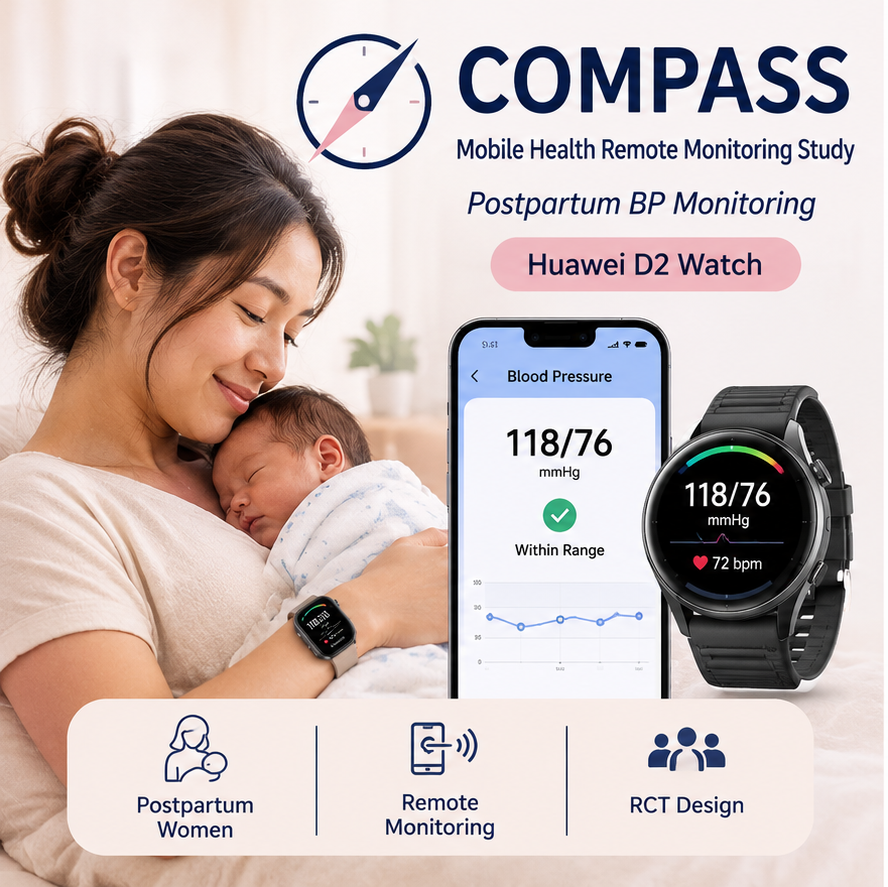 COMPASS
Mobile Health Remote Monitoring Study
Postpartum BP Monitoring
Huawei D2 Watch
Blood Pressure
118/76
mmHg
Within Range
118/76
mmHg
72 bpm
Postpartum
Women
Remote
Monitoring
RCT Design